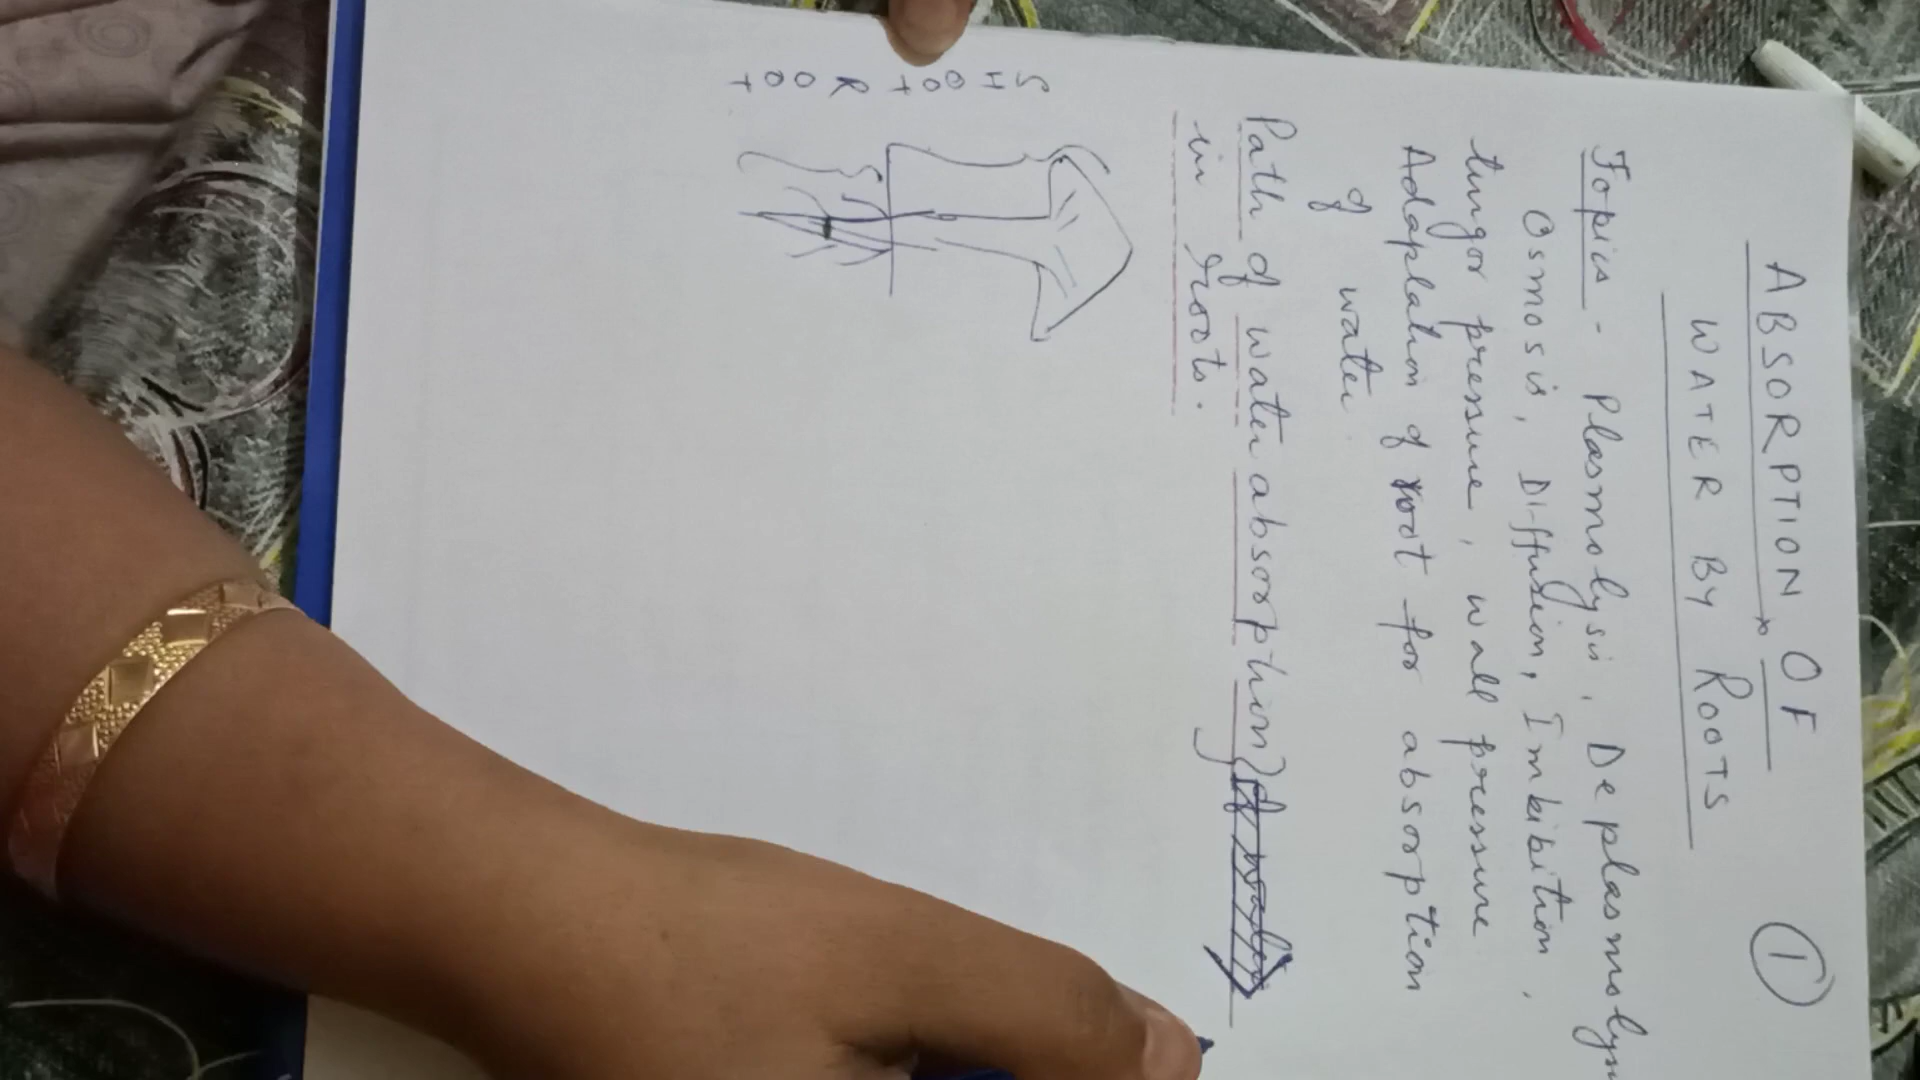 ABSORPTION OF
WATER BY ROOTS
1
Topics - Plasmolysis, Deplasmolysis
Osmosis, Diffusion, Imbibition,
turgor pressure, wall pressure
Adaptation of root for absorption
of water
Path of water absorption
in roots.
SHOOT
ROOT